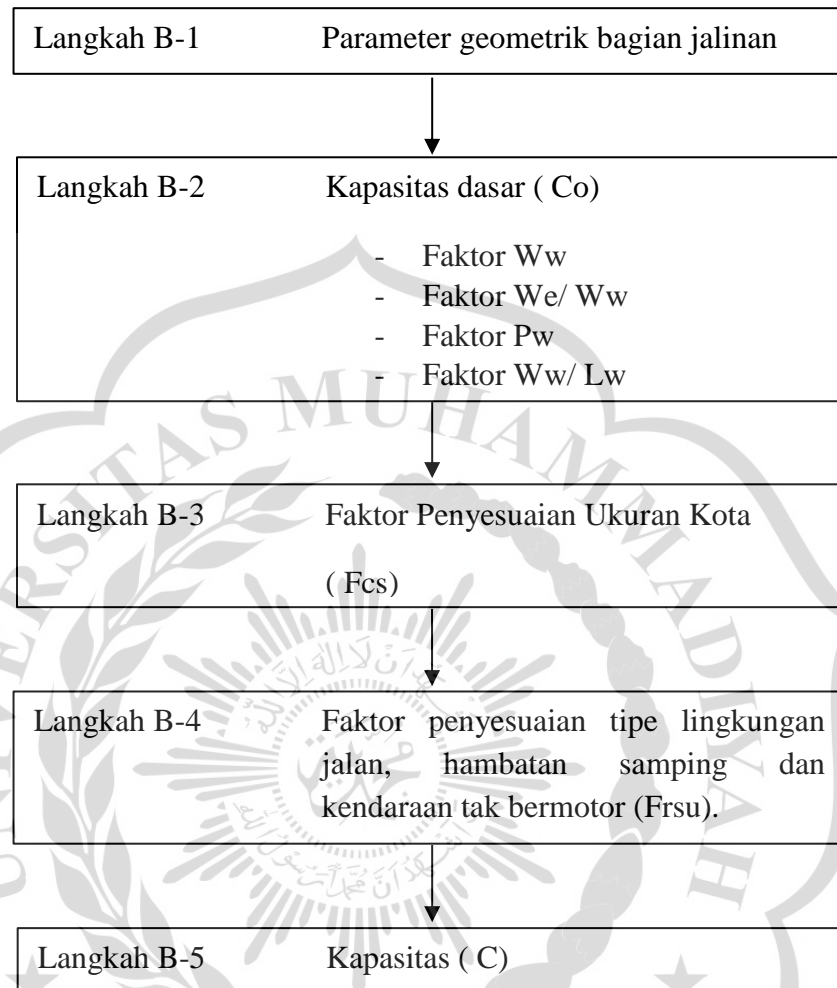 Langkah B-1 Parameter geometrik bagian jalinan
Langkah B-2 Kapasitas dasar ( Co)
- Faktor Ww
- Faktor We/ Ww
- Faktor Pw
- Faktor Ww/ Lw
Langkah B-3 Faktor Penyesuaian Ukuran Kota
( Fcs)
Langkah B-4 Faktor penyesuaian tipe lingkungan
jalan, hambatan samping dan
kendaraan tak bermotor (Frsu).
Langkah B-5 Kapasitas ( C)